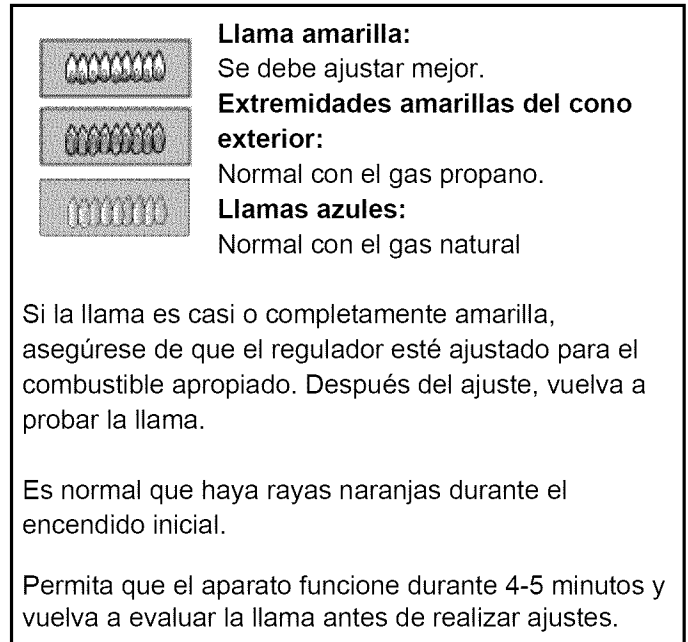 Llama amarilla:
Se debe ajustar mejor.
Extremidades amarillas del cono
exterior:
Normal con el gas propano.
Llamas azules:
Normal con el gas natural
Si la llama es casi o completamente amarilla,
asegúrese de que el regulador esté ajustado para el
combustible apropiado. Después del ajuste, vuelva a
probar la llama.
Es normal que haya rayas naranjas durante el
encendido inicial.
Permita que el aparato funcione durante 4-5 minutos y
vuelva a evaluar la llama antes de realizar ajustes.